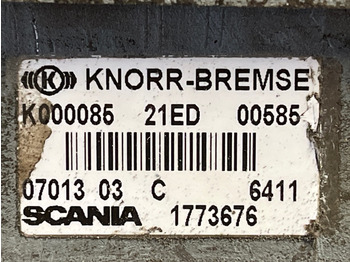 KNORR-BREMSE
K000085 21ED 00585
07013 03 C 6411
SCANIA 1773676